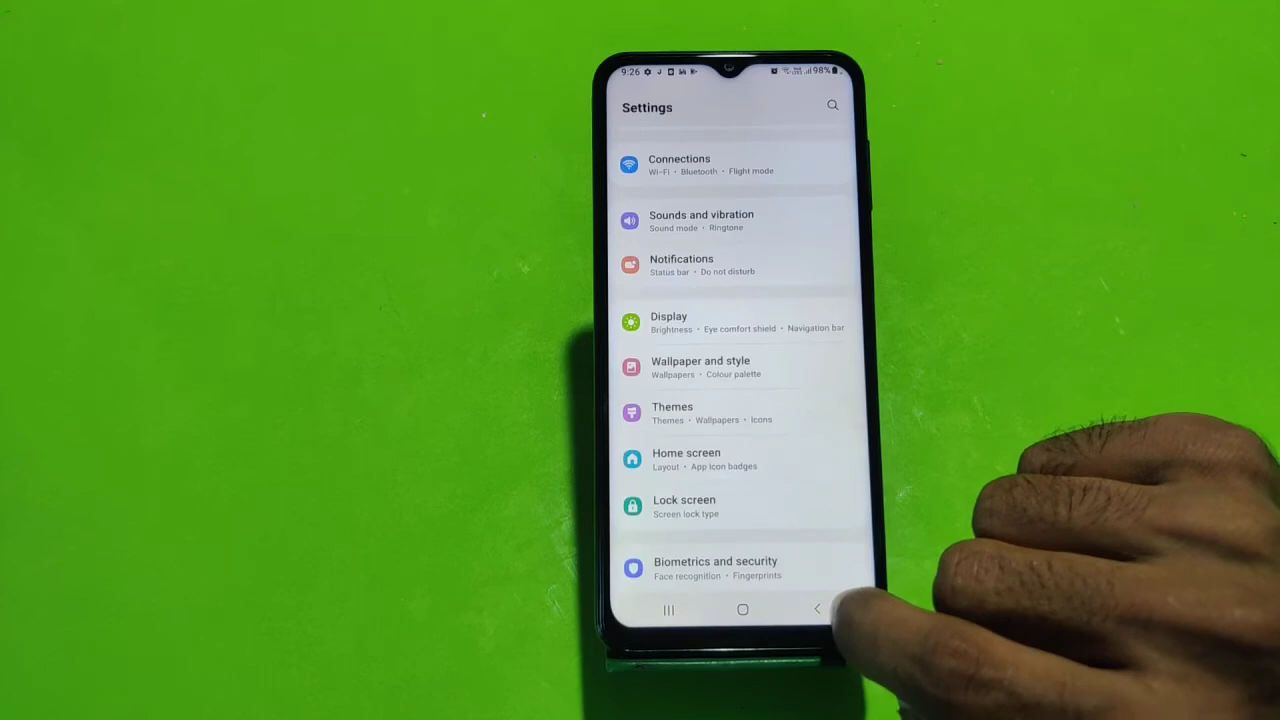 9:26 98%
Settings
Connections
Wi-Fi • Bluetooth • Flight mode
Sounds and vibration
Sound mode • Ringtone
Notifications
Status bar • Do not disturb
Display
Brightness • Eye comfort shield • Navigation bar
Wallpaper and style
Wallpapers • Colour palette
Themes
Themes • Wallpapers • Icons
Home screen
Layout • App icon badges
Lock screen
Screen lock type
Biometrics and security
Face recognition • Fingerprints